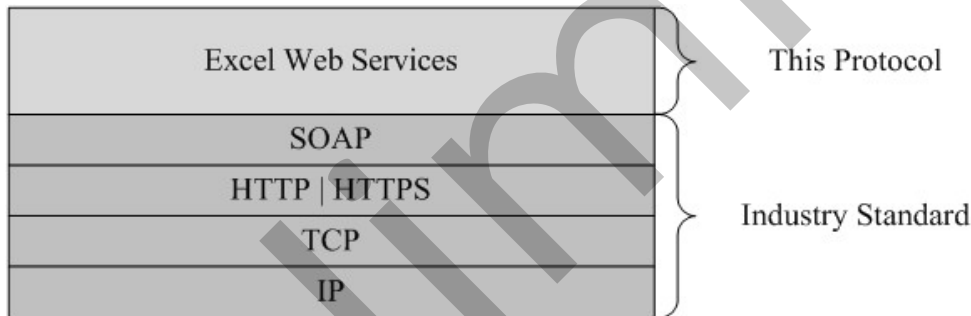 Excel Web Services
This Protocol
SOAP
HTTP | HTTPS
Industry Standard
TCP
IP